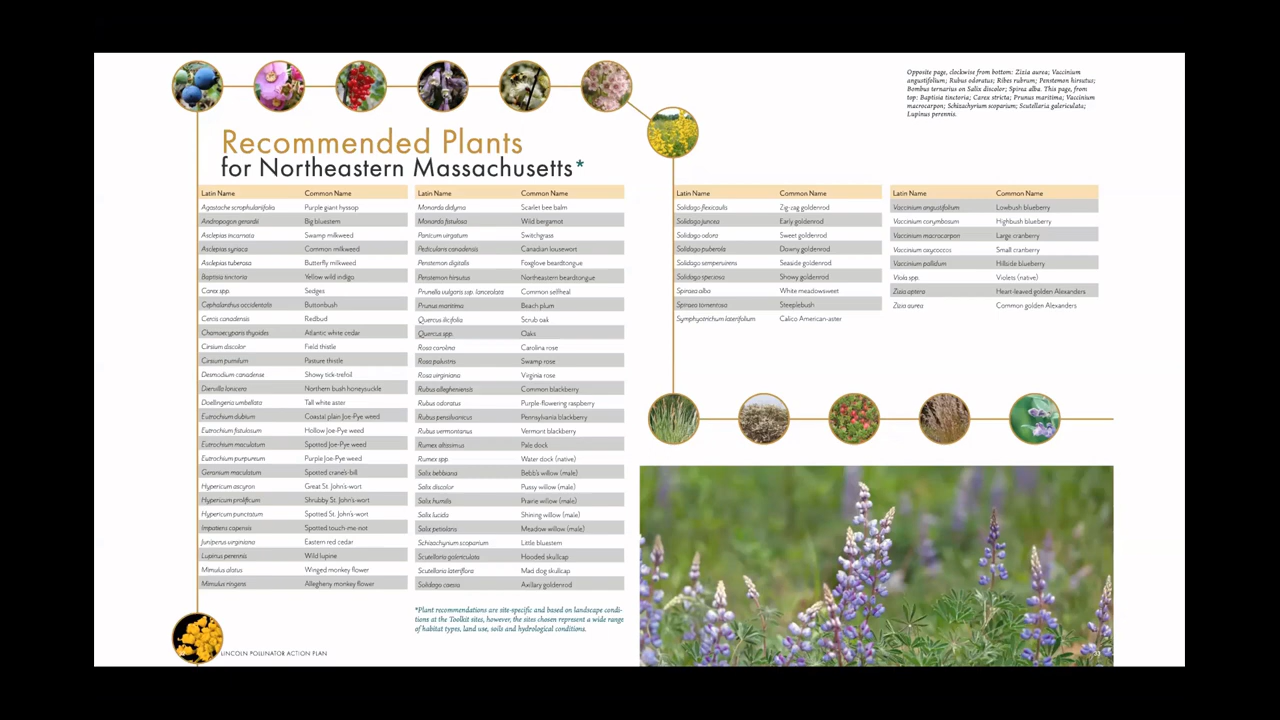 Opposite page, clockwise from bottom: Zizia aurea; Vaccinium
angustifolium; Rubus odoratus; Ribes rubrum; Penstemon hirsutus;
Bombus ternarius on Salix discolor; Spirea alba. This page, from
top: Baptisia tinctoria; Carex stricta; Prunus maritima; Vaccinium
macrocarpon; Schizachyrium scoparium; Scutellaria galericulata;
Lupinus perennis.
Recommended Plants
for Northeastern Massachusetts*
Latin Name Common Name
Agastache scrophulariifolia Purple giant hyssop
Andropogon gerardii Big bluestem
Asclepias incarnata Swamp milkweed
Asclepias syriaca Common milkweed
Asclepias tuberosa Butterfly milkweed
Baptisia tinctoria Yellow wild indigo
Carex spp. Sedges
Cephalanthus occidentalis Buttonbush
Cercis canadensis Redbud
Chamaecyparis thyoides Atlantic white cedar
Cirsium discolor Field thistle
Cirsium pumilum Pasture thistle
Desmodium canadense Showy tick-trefoil
Diervilla lonicera Northern bush honeysuckle
Doellingeria umbellata Tall white aster
Eutrochium dubium Coastal plain Joe-Pye weed
Eutrochium fistulosum Hollow Joe-Pye weed
Eutrochium maculatum Spotted Joe-Pye weed
Eutrochium purpureum Purple Joe-Pye weed
Geranium maculatum Spotted crane's-bill
Hypericum ascyron Great St. John's-wort
Hypericum prolificum Shrubby St. John's-wort
Hypericum punctatum Spotted St. John's-wort
Impatiens capensis Spotted touch-me-not
Juniperus virginiana Eastern red cedar
Lupinus perennis Wild lupine
Mimulus alatus Winged monkey flower
Mimulus ringens Allegheny monkey flower
Latin Name Common Name
Monarda didyma Scarlet bee balm
Monarda fistulosa Wild bergamot
Panicum virgatum Switchgrass
Pedicularis canadensis Canadian lousewort
Penstemon digitalis Foxglove beardtongue
Penstemon hirsutus Northeastern beardtongue
Prunella vulgaris ssp. lanceolata Common selfheal
Prunus maritima Beach plum
Quercus ilicifolia Scrub oak
Quercus spp. Oaks
Rosa carolina Carolina rose
Rosa palustris Swamp rose
Rosa virginiana Virginia rose
Rubus allegheniensis Common blackberry
Rubus odoratus Purple-flowering raspberry
Rubus pensilvanicus Pennsylvania blackberry
Rubus vermontanus Vermont blackberry
Rumex altissimus Pale dock
Rumex spp. Water dock (native)
Salix bebbiana Bebb's willow (male)
Salix discolor Pussy willow (male)
Salix humilis Prairie willow (male)
Salix lucida Shining willow (male)
Salix petiolaris Meadow willow (male)
Schizachyrium scoparium Little bluestem
Scutellaria galericulata Hooded skullcap
Scutellaria lateriflora Mad dog skullcap
Solidago caesia Axillary goldenrod
*Plant recommendations are site-specific and based on landscape condi-
tions at the Toolkit sites, however, the sites chosen represent a wide range
of habitat types, land use, soils and hydrological conditions.
Latin Name Common Name
Solidago flexicaulis Zig-zag goldenrod
Solidago juncea Early goldenrod
Solidago odora Sweet goldenrod
Solidago puberula Downy goldenrod
Solidago sempervirens Seaside goldenrod
Solidago speciosa Showy goldenrod
Spiraea alba White meadowsweet
Spiraea tomentosa Steeplebush
Symphyotrichum lateriflorum Calico American-aster
Latin Name Common Name
Vaccinium angustifolium Lowbush blueberry
Vaccinium corymbosum Highbush blueberry
Vaccinium macrocarpon Large cranberry
Vaccinium oxycoccos Small cranberry
Vaccinium pallidum Hillside blueberry
Viola spp. Violets (native)
Zizia aptera Heart-leaved golden Alexanders
Zizia aurea Common golden Alexanders
LINCOLN POLLINATOR ACTION PLAN